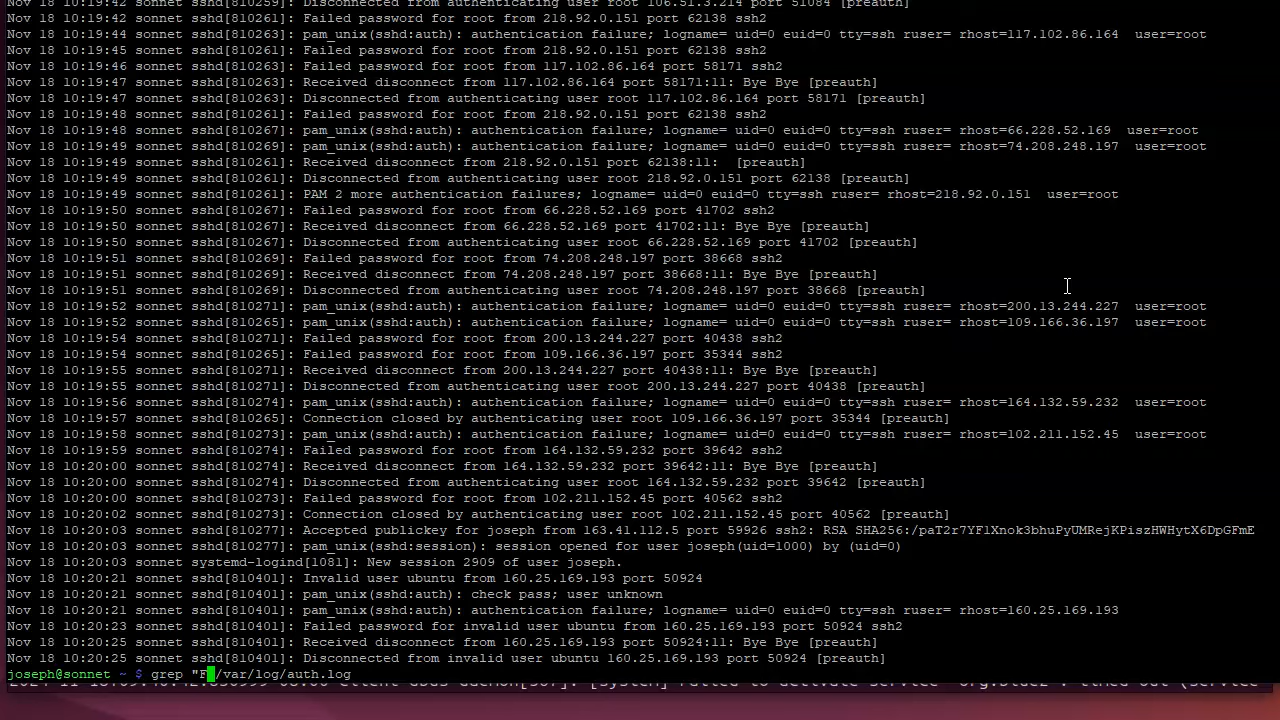 Nov 18 10:19:42 sonnet sshd[810259]: Disconnected from authenticating user root 106.51.3.214 port 51084 [preauth]
Nov 18 10:19:42 sonnet sshd[810261]: Failed password for root from 218.92.0.151 port 62138 ssh2
Nov 18 10:19:44 sonnet sshd[810263]: pam_unix(sshd:auth): authentication failure; logname= uid=0 euid=0 tty=ssh ruser= rhost=117.102.86.164  user=root
Nov 18 10:19:45 sonnet sshd[810261]: Failed password for root from 218.92.0.151 port 62138 ssh2
Nov 18 10:19:46 sonnet sshd[810263]: Failed password for root from 117.102.86.164 port 58171 ssh2
Nov 18 10:19:47 sonnet sshd[810263]: Received disconnect from 117.102.86.164 port 58171:11: Bye Bye [preauth]
Nov 18 10:19:47 sonnet sshd[810263]: Disconnected from authenticating user root 117.102.86.164 port 58171 [preauth]
Nov 18 10:19:48 sonnet sshd[810261]: Failed password for root from 218.92.0.151 port 62138 ssh2
Nov 18 10:19:48 sonnet sshd[810267]: pam_unix(sshd:auth): authentication failure; logname= uid=0 euid=0 tty=ssh ruser= rhost=66.228.52.169  user=root
Nov 18 10:19:49 sonnet sshd[810269]: pam_unix(sshd:auth): authentication failure; logname= uid=0 euid=0 tty=ssh ruser= rhost=74.208.248.197  user=root
Nov 18 10:19:49 sonnet sshd[810261]: Received disconnect from 218.92.0.151 port 62138:11:  [preauth]
Nov 18 10:19:49 sonnet sshd[810261]: Disconnected from authenticating user root 218.92.0.151 port 62138 [preauth]
Nov 18 10:19:49 sonnet sshd[810261]: PAM 2 more authentication failures; logname= uid=0 euid=0 tty=ssh ruser= rhost=218.92.0.151  user=root
Nov 18 10:19:50 sonnet sshd[810267]: Failed password for root from 66.228.52.169 port 41702 ssh2
Nov 18 10:19:50 sonnet sshd[810267]: Received disconnect from 66.228.52.169 port 41702:11: Bye Bye [preauth]
Nov 18 10:19:50 sonnet sshd[810267]: Disconnected from authenticating user root 66.228.52.169 port 41702 [preauth]
Nov 18 10:19:51 sonnet sshd[810269]: Failed password for root from 74.208.248.197 port 38668 ssh2
Nov 18 10:19:51 sonnet sshd[810269]: Received disconnect from 74.208.248.197 port 38668:11: Bye Bye [preauth]
Nov 18 10:19:51 sonnet sshd[810269]: Disconnected from authenticating user root 74.208.248.197 port 38668 [preauth]
Nov 18 10:19:52 sonnet sshd[810271]: pam_unix(sshd:auth): authentication failure; logname= uid=0 euid=0 tty=ssh ruser= rhost=200.13.244.227  user=root
Nov 18 10:19:52 sonnet sshd[810265]: pam_unix(sshd:auth): authentication failure; logname= uid=0 euid=0 tty=ssh ruser= rhost=109.166.36.197  user=root
Nov 18 10:19:54 sonnet sshd[810271]: Failed password for root from 200.13.244.227 port 40438 ssh2
Nov 18 10:19:54 sonnet sshd[810265]: Failed password for root from 109.166.36.197 port 35344 ssh2
Nov 18 10:19:55 sonnet sshd[810271]: Received disconnect from 200.13.244.227 port 40438:11: Bye Bye [preauth]
Nov 18 10:19:55 sonnet sshd[810271]: Disconnected from authenticating user root 200.13.244.227 port 40438 [preauth]
Nov 18 10:19:56 sonnet sshd[810274]: pam_unix(sshd:auth): authentication failure; logname= uid=0 euid=0 tty=ssh ruser= rhost=164.132.59.232  user=root
Nov 18 10:19:57 sonnet sshd[810265]: Connection closed by authenticating user root 109.166.36.197 port 35344 [preauth]
Nov 18 10:19:58 sonnet sshd[810273]: pam_unix(sshd:auth): authentication failure; logname= uid=0 euid=0 tty=ssh ruser= rhost=102.211.152.45  user=root
Nov 18 10:19:59 sonnet sshd[810274]: Failed password for root from 164.132.59.232 port 39642 ssh2
Nov 18 10:20:00 sonnet sshd[810274]: Received disconnect from 164.132.59.232 port 39642:11: Bye Bye [preauth]
Nov 18 10:20:00 sonnet sshd[810274]: Disconnected from authenticating user root 164.132.59.232 port 39642 [preauth]
Nov 18 10:20:00 sonnet sshd[810273]: Failed password for root from 102.211.152.45 port 40562 ssh2
Nov 18 10:20:02 sonnet sshd[810273]: Connection closed by authenticating user root 102.211.152.45 port 40562 [preauth]
Nov 18 10:20:03 sonnet sshd[810277]: Accepted publickey for joseph from 163.41.112.5 port 59926 ssh2: RSA SHA256:/paT2r7YF1Xnok3bhuPyUMRejKPiszHWHytX6DpGFmE
Nov 18 10:20:03 sonnet sshd[810277]: pam_unix(sshd:session): session opened for user joseph(uid=1000) by (uid=0)
Nov 18 10:20:03 sonnet systemd-logind[1081]: New session 2909 of user joseph.
Nov 18 10:20:21 sonnet sshd[810401]: Invalid user ubuntu from 160.25.169.193 port 50924
Nov 18 10:20:21 sonnet sshd[810401]: pam_unix(sshd:auth): check pass; user unknown
Nov 18 10:20:21 sonnet sshd[810401]: pam_unix(sshd:auth): authentication failure; logname= uid=0 euid=0 tty=ssh ruser= rhost=160.25.169.193
Nov 18 10:20:23 sonnet sshd[810401]: Failed password for invalid user ubuntu from 160.25.169.193 port 50924 ssh2
Nov 18 10:20:25 sonnet sshd[810401]: Received disconnect from 160.25.169.193 port 50924:11: Bye Bye [preauth]
Nov 18 10:20:25 sonnet sshd[810401]: Disconnected from invalid user ubuntu 160.25.169.193 port 50924 [preauth]
joseph@sonnet ~ $ grep "F /var/log/auth.log